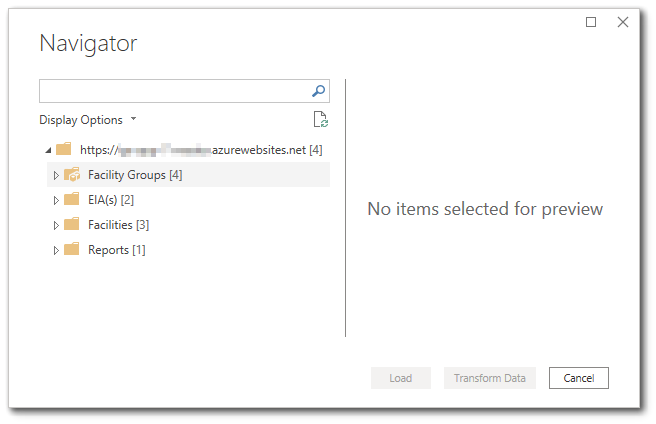 Navigator
Display Options
https:// .azurewebsites.net [4]
Facility Groups [4]
EIA(s) [2]
Facilities [3]
Reports [1]
No items selected for preview
Load
Transform Data
Cancel